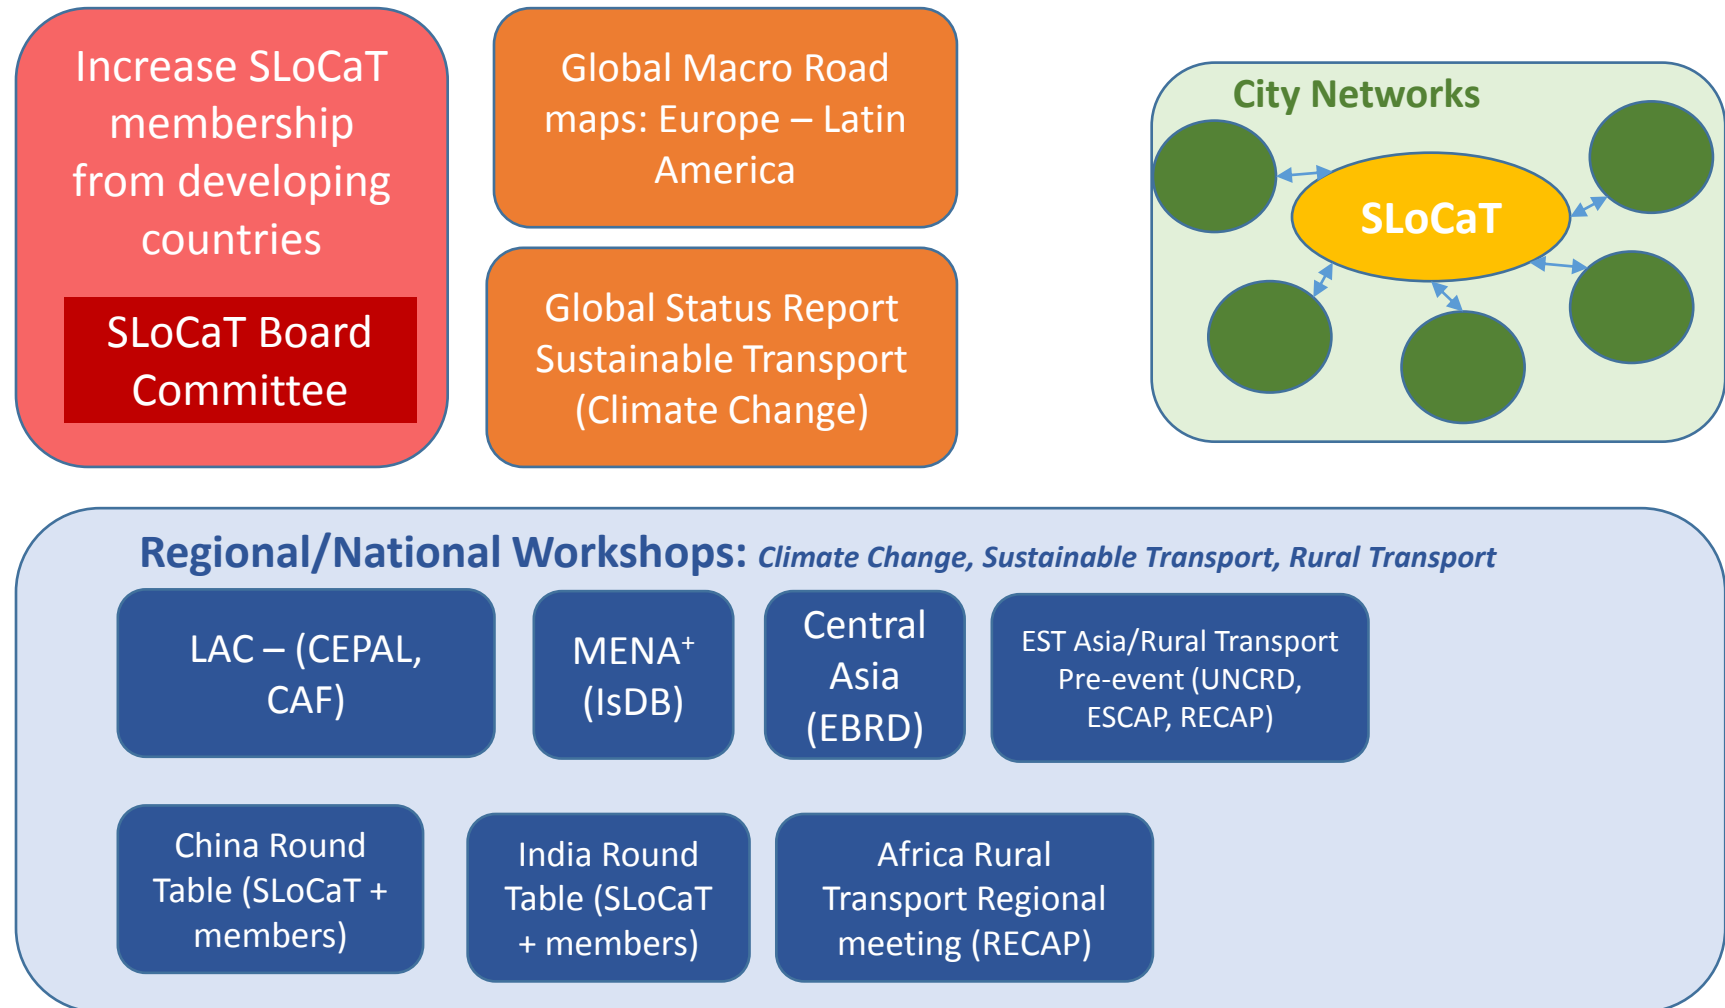 Increase SLoCaT
membership
from developing
countries
SLoCaT Board
Committee
Global Macro Road
maps: Europe – Latin
America
Global Status Report
Sustainable Transport
(Climate Change)
City Networks
SLoCaT
Regional/National Workshops: Climate Change, Sustainable Transport, Rural Transport
LAC – (CEPAL,
CAF)
MENA⁺
(IsDB)
Central
Asia
(EBRD)
EST Asia/Rural Transport
Pre-event (UNCRD,
ESCAP, RECAP)
China Round
Table (SLoCaT +
members)
India Round
Table (SLoCaT
+ members)
Africa Rural
Transport Regional
meeting (RECAP)